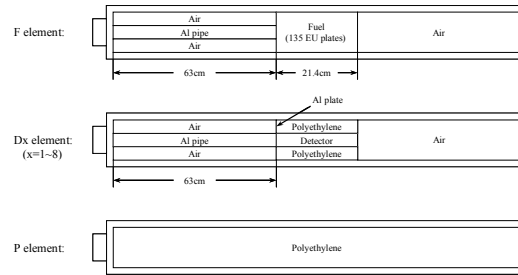 F element:
Air
Al pipe
Air
Fuel
(135 EU plates)
Air
63cm
21.4cm
Al plate
Dx element:
(x=1~8)
Air
Al pipe
Air
Polyethylene
Detector
Polyethylene
Air
63cm
P element:
Polyethylene